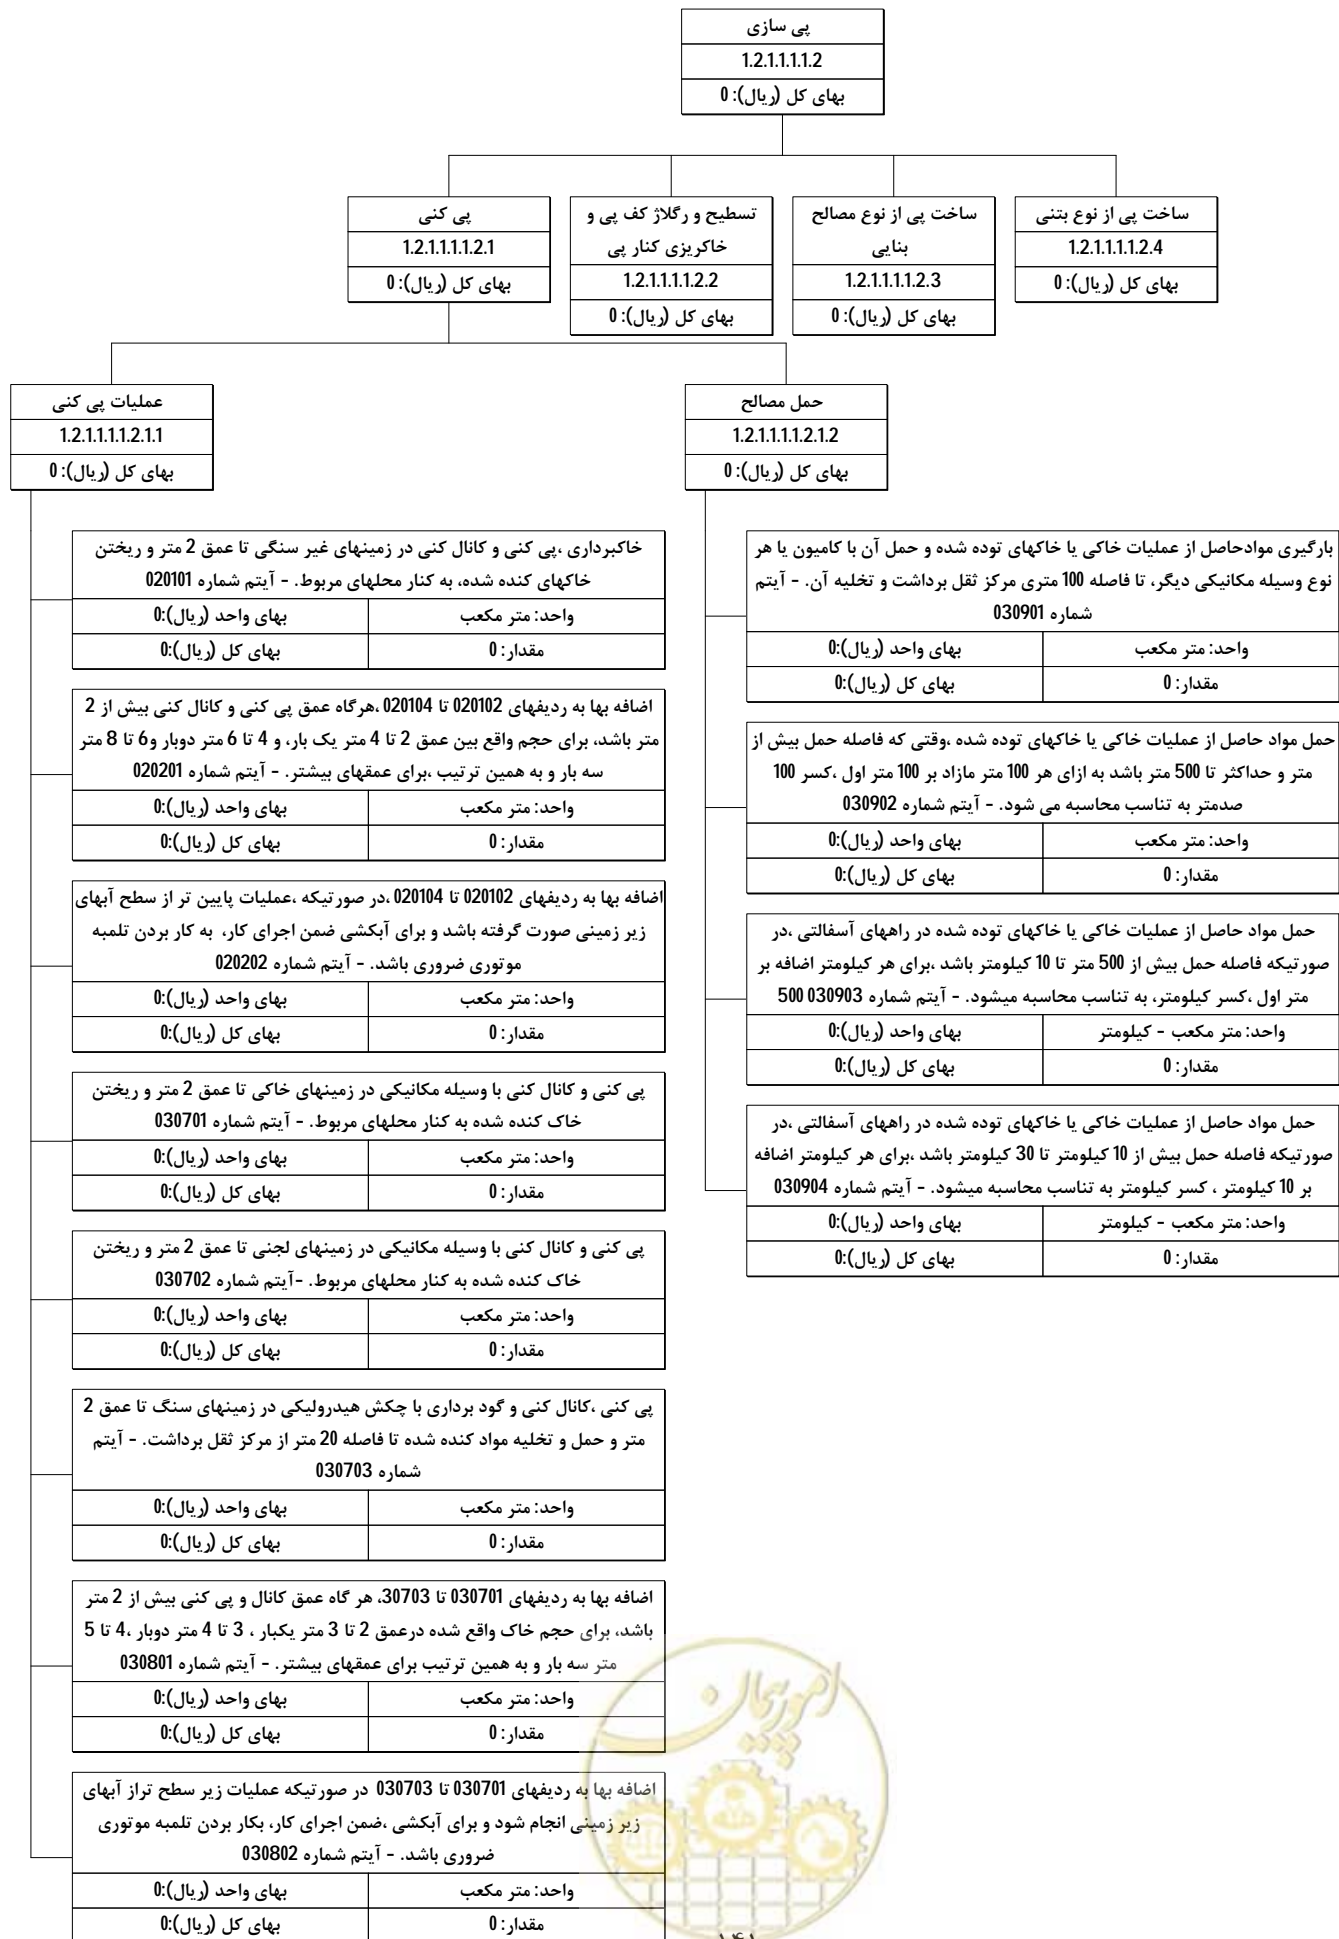 پی سازی
1.2.1.1.1.1.2
بهای کل (ریال): 0
پی کنی
1.2.1.1.1.1.2.1
بهای کل (ریال): 0
تسطیح و رگلاژ کف پی و
خاکریزی کنار پی
1.2.1.1.1.1.2.2
بهای کل (ریال): 0
ساخت پی از نوع مصالح
بنایی
1.2.1.1.1.1.2.3
بهای کل (ریال): 0
ساخت پی از نوع بتنی
1.2.1.1.1.1.2.4
بهای کل (ریال): 0
عملیات پی کنی
1.2.1.1.1.1.2.1.1
بهای کل (ریال): 0
خاکبرداری ،پی کنی و کانال کنی در زمینهای غیر سنگی تا عمق 2 متر و ریختن
خاکهای کنده شده، به کنار محلهای مربوط. - آیتم شماره 020101
واحد: متر مکعب بهای واحد (ریال):0
مقدار: 0 بهای کل (ریال):0
اضافه بها به ردیفهای 020102 تا 020104 ،هرگاه عمق پی کنی و کانال کنی بیش از 2
متر باشد، برای حجم واقع بین عمق 2 تا 4 متر یک بار، و 4 تا 6 متر دوبار و6 تا 8 متر
سه بار و به همین ترتیب ،برای عمقهای بیشتر. - آیتم شماره 020201
واحد: متر مکعب بهای واحد (ریال):0
مقدار: 0 بهای کل (ریال):0
اضافه بها به ردیفهای 020102 تا 020104 ،در صورتیکه ،عملیات پایین تر از سطح آبهای
زیر زمینی صورت گرفته باشد و برای آبکشی ضمن اجرای کار، به کار بردن تلمبه
موتوری ضروری باشد. - آیتم شماره 020202
واحد: متر مکعب بهای واحد (ریال):0
مقدار: 0 بهای کل (ریال):0
پی کنی و کانال کنی با وسیله مکانیکی در زمینهای خاکی تا عمق 2 متر و ریختن
خاک کنده شده به کنار محلهای مربوط. - آیتم شماره 030701
واحد: متر مکعب بهای واحد (ریال):0
مقدار: 0 بهای کل (ریال):0
پی کنی و کانال کنی با وسیله مکانیکی در زمینهای لجنی تا عمق 2 متر و ریختن
خاک کنده شده به کنار محلهای مربوط. -آیتم شماره 030702
واحد: متر مکعب بهای واحد (ریال):0
مقدار: 0 بهای کل (ریال):0
پی کنی ،کانال کنی و گود برداری با چکش هیدرولیکی در زمینهای سنگ تا عمق 2
متر و حمل و تخلیه مواد کنده شده تا فاصله 20 متر از مرکز ثقل برداشت. - آیتم
شماره 030703
واحد: متر مکعب بهای واحد (ریال):0
مقدار: 0 بهای کل (ریال):0
اضافه بها به ردیفهای 030701 تا 30703، هر گاه عمق کانال و پی کنی بیش از 2 متر
باشد، برای حجم خاک واقع شده درعمق 2 تا 3 متر یکبار ، 3 تا 4 متر دوبار ،4 تا 5
متر سه بار و به همین ترتیب برای عمقهای بیشتر. - آیتم شماره 030801
واحد: متر مکعب بهای واحد (ریال):0
مقدار: 0 بهای کل (ریال):0
اضافه بها به ردیفهای 030701 تا 030703 در صورتیکه عملیات زیر سطح تراز آبهای
زیر زمینی انجام شود و برای آبکشی ،ضمن اجرای کار، بکار بردن تلمبه موتوری
ضروری باشد. - آیتم شماره 030802
واحد: متر مکعب بهای واحد (ریال):0
مقدار: 0 بهای کل (ریال):0
حمل مصالح
1.2.1.1.1.1.2.1.2
بهای کل (ریال): 0
بارگیری موادحاصل از عملیات خاکی یا خاکهای توده شده و حمل آن با کامیون یا هر
نوع وسیله مکانیکی دیگر، تا فاصله 100 متری مرکز ثقل برداشت و تخلیه آن. - آیتم
شماره 030901
واحد: متر مکعب بهای واحد (ریال):0
مقدار: 0 بهای کل (ریال):0
حمل مواد حاصل از عملیات خاکی یا خاکهای توده شده ،وقتی که فاصله حمل بیش از
100 متر و حداکثر تا 500 متر باشد به ازای هر 100 متر مازاد بر 100 متر اول ،کسر
صدمتر به تناسب محاسبه می شود. - آیتم شماره 030902
واحد: متر مکعب بهای واحد (ریال):0
مقدار: 0 بهای کل (ریال):0
حمل مواد حاصل از عملیات خاکی یا خاکهای توده شده در راههای آسفالتی ،در
صورتیکه فاصله حمل بیش از 500 متر تا 10 کیلومتر باشد ،برای هر کیلومتر اضافه بر
500 متر اول ،کسر کیلومتر، به تناسب محاسبه میشود. - آیتم شماره 030903
واحد: متر مکعب - کیلومتر بهای واحد (ریال):0
مقدار: 0 بهای کل (ریال):0
حمل مواد حاصل از عملیات خاکی یا خاکهای توده شده در راههای آسفالتی ،در
صورتیکه فاصله حمل بیش از 10 کیلومتر تا 30 کیلومتر باشد ،برای هر کیلومتر اضافه
بر 10 کیلومتر ، کسر کیلومتر به تناسب محاسبه میشود. - آیتم شماره 030904
واحد: متر مکعب - کیلومتر بهای واحد (ریال):0
مقدار: 0 بهای کل (ریال):0
امور پیمان